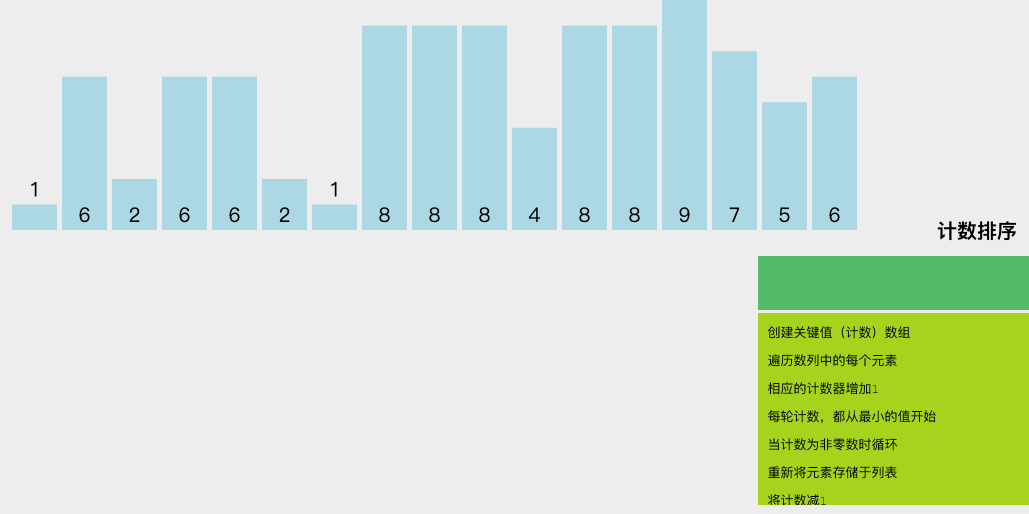 1 6 2 6 6 2 1 8 8 8 4 8 8 9 7 5 6
计数排序
创建关键值（计数）数组
遍历数列中的每个元素
相应的计数器增加1
每轮计数，都从最小的值开始
当计数为非零数时循环
重新将元素存储于列表
将计数减1